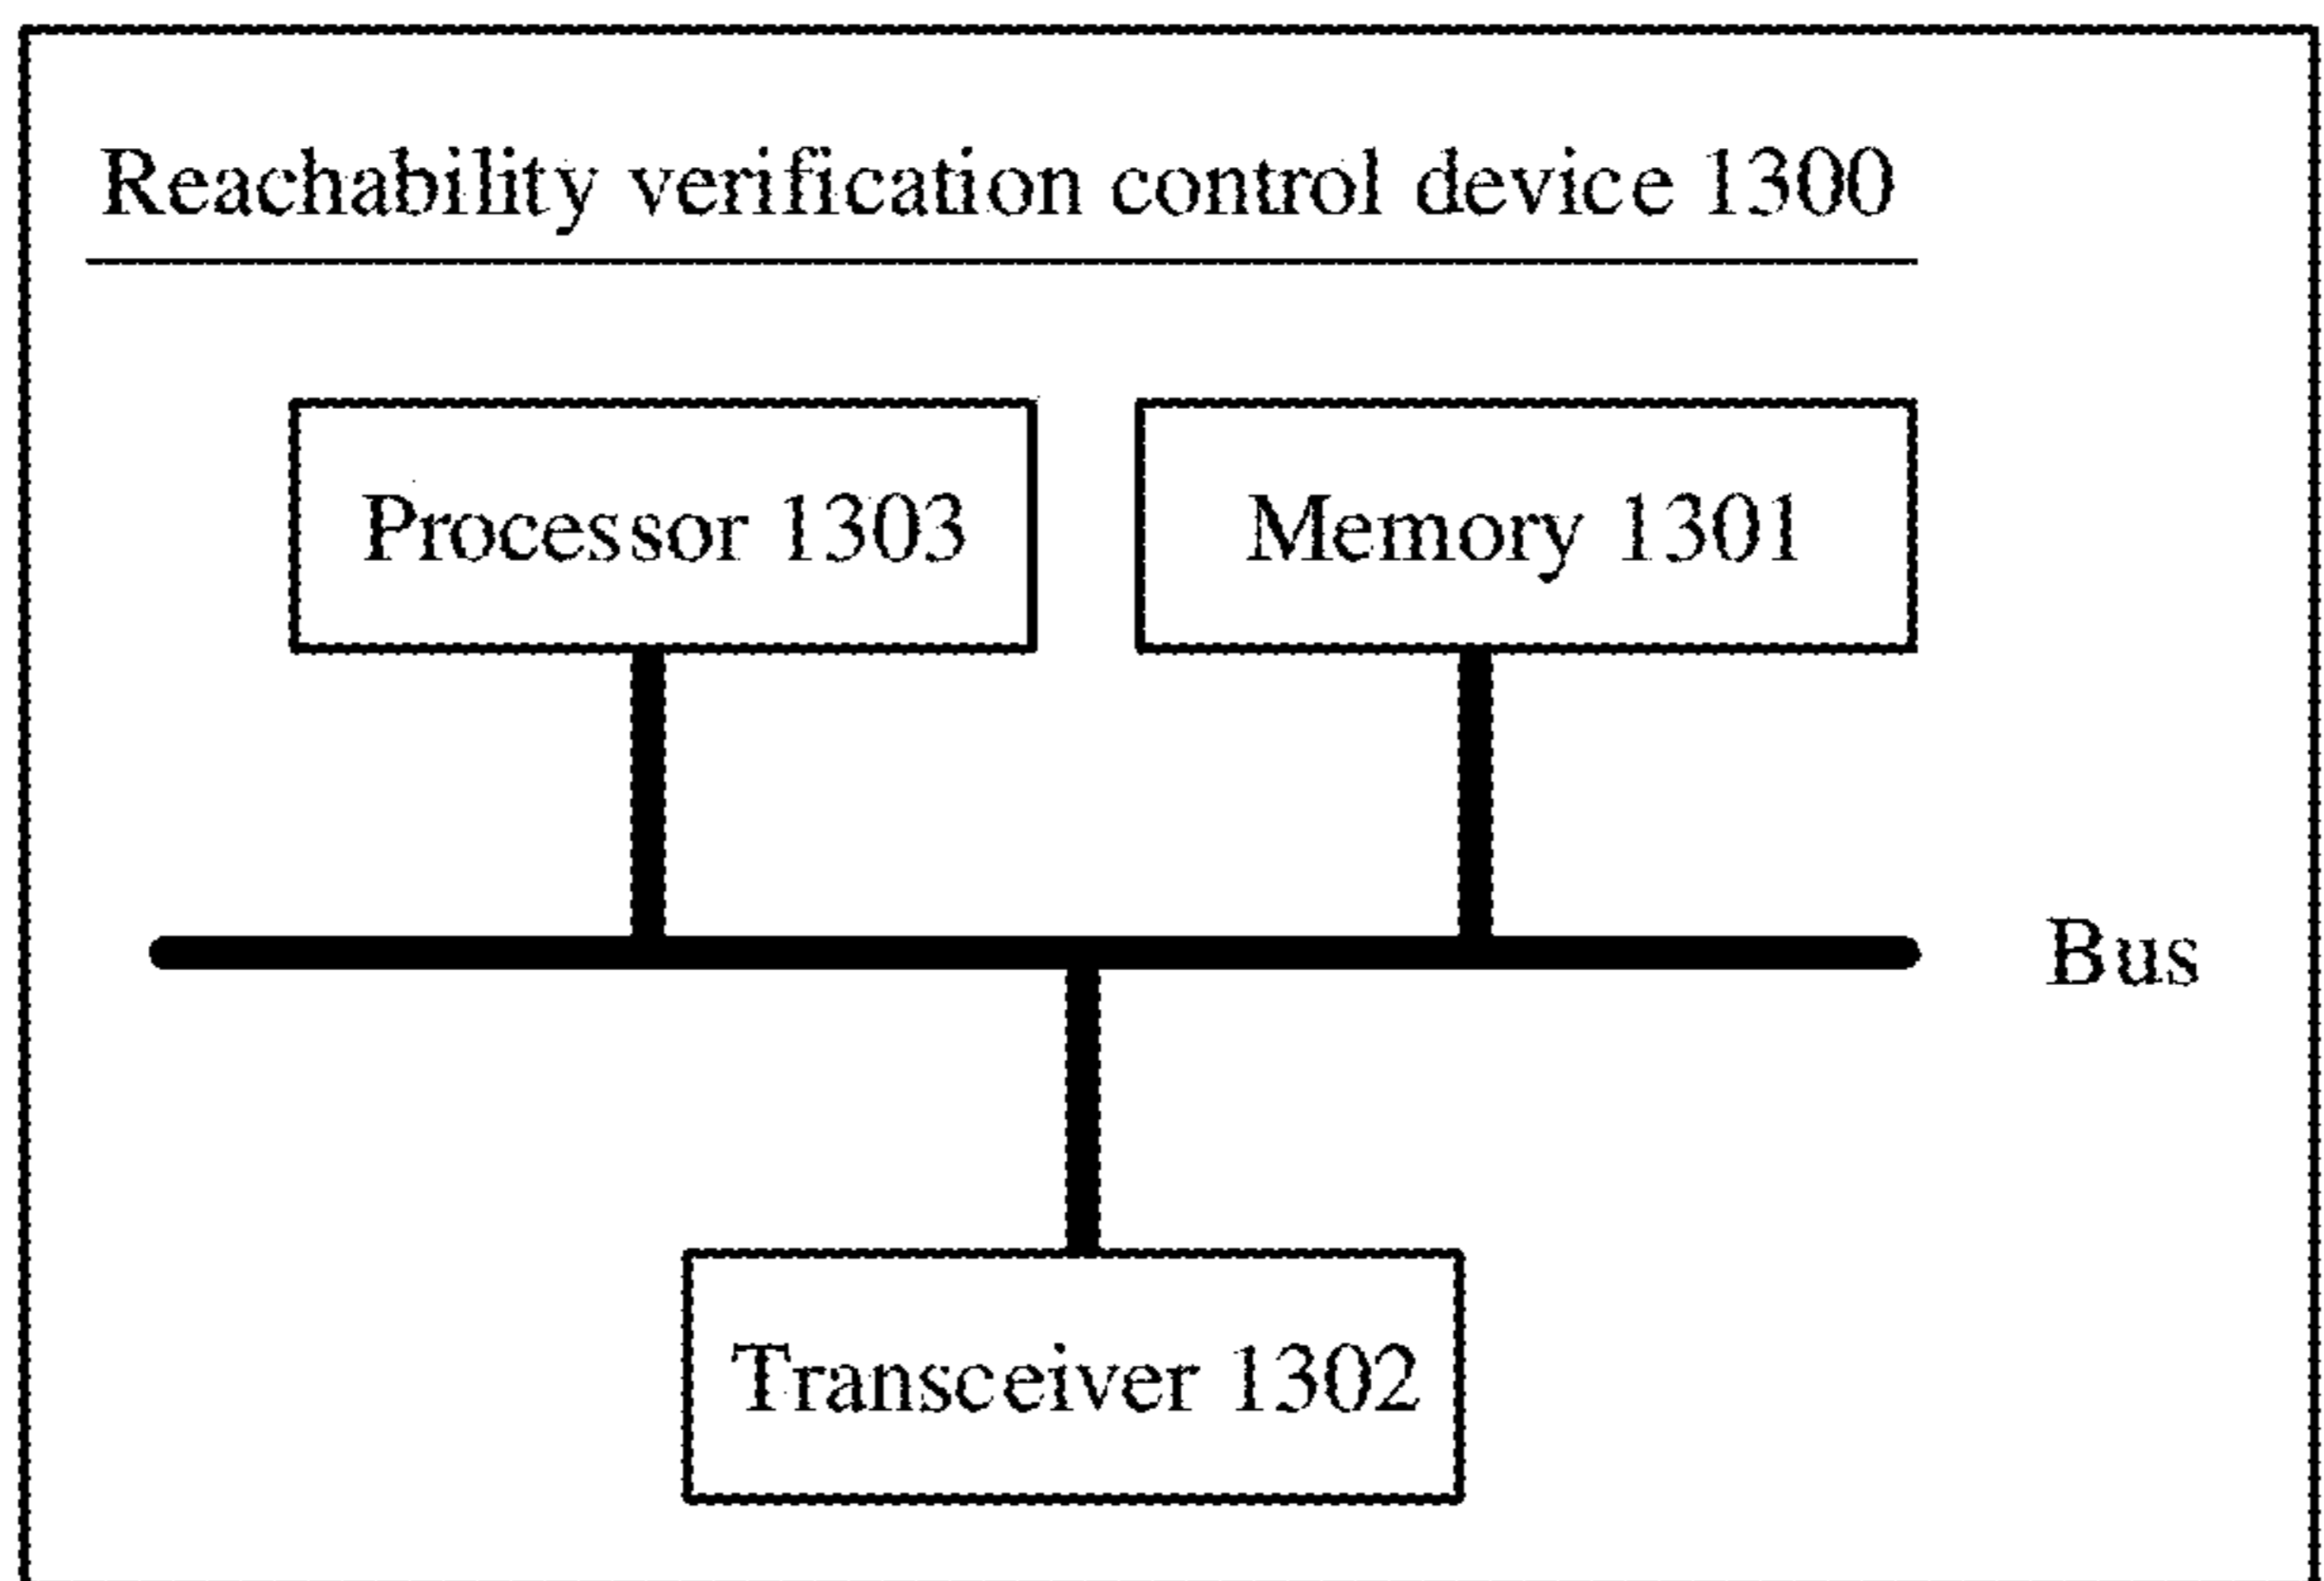 Reachability verification control device 1300
Processor 1303
Memory 1301
Bus
Transceiver 1302